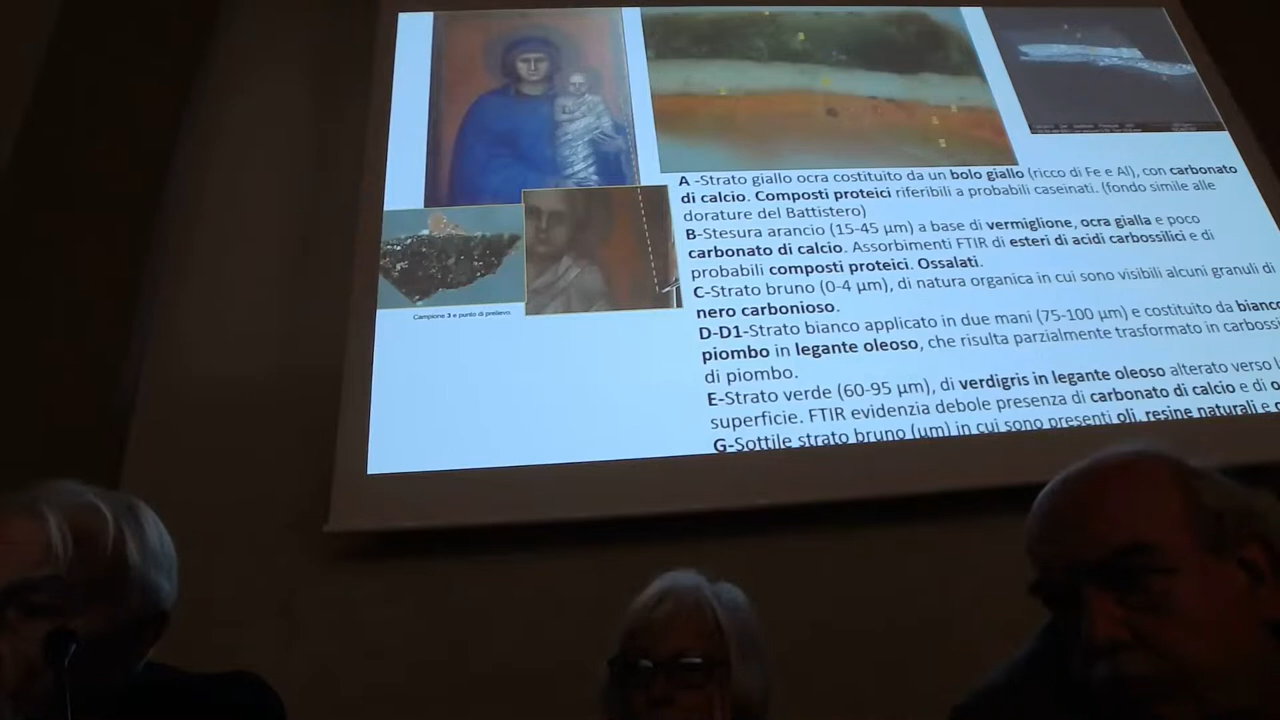 A -Strato giallo ocra costituito da un bolo giallo (ricco di Fe e Al), con carbonato
di calcio. Composti proteici riferibili a probabili caseinati. (fondo simile alle
dorature del Battistero)
B-Stesura arancio (15-45 µm) a base di vermiglione, ocra gialla e poco
carbonato di calcio. Assorbimenti FTIR di esteri di acidi carbossilici e di
probabili composti proteici. Ossalati.
C-Strato bruno (0-4 µm), di natura organica in cui sono visibili alcuni granuli di
nero carbonioso.
D-D1-Strato bianco applicato in due mani (75-100 µm) e costituito da bianc
piombo in legante oleoso, che risulta parzialmente trasformato in carbossi
di piombo.
E-Strato verde (60-95 µm), di verdigris in legante oleoso alterato verso l
superficie. FTIR evidenzia debole presenza di carbonato di calcio e di o
G-Sottile strato bruno (µm) in cui sono presenti oli, resine naturali e
Campione 3 e punto di prelievo